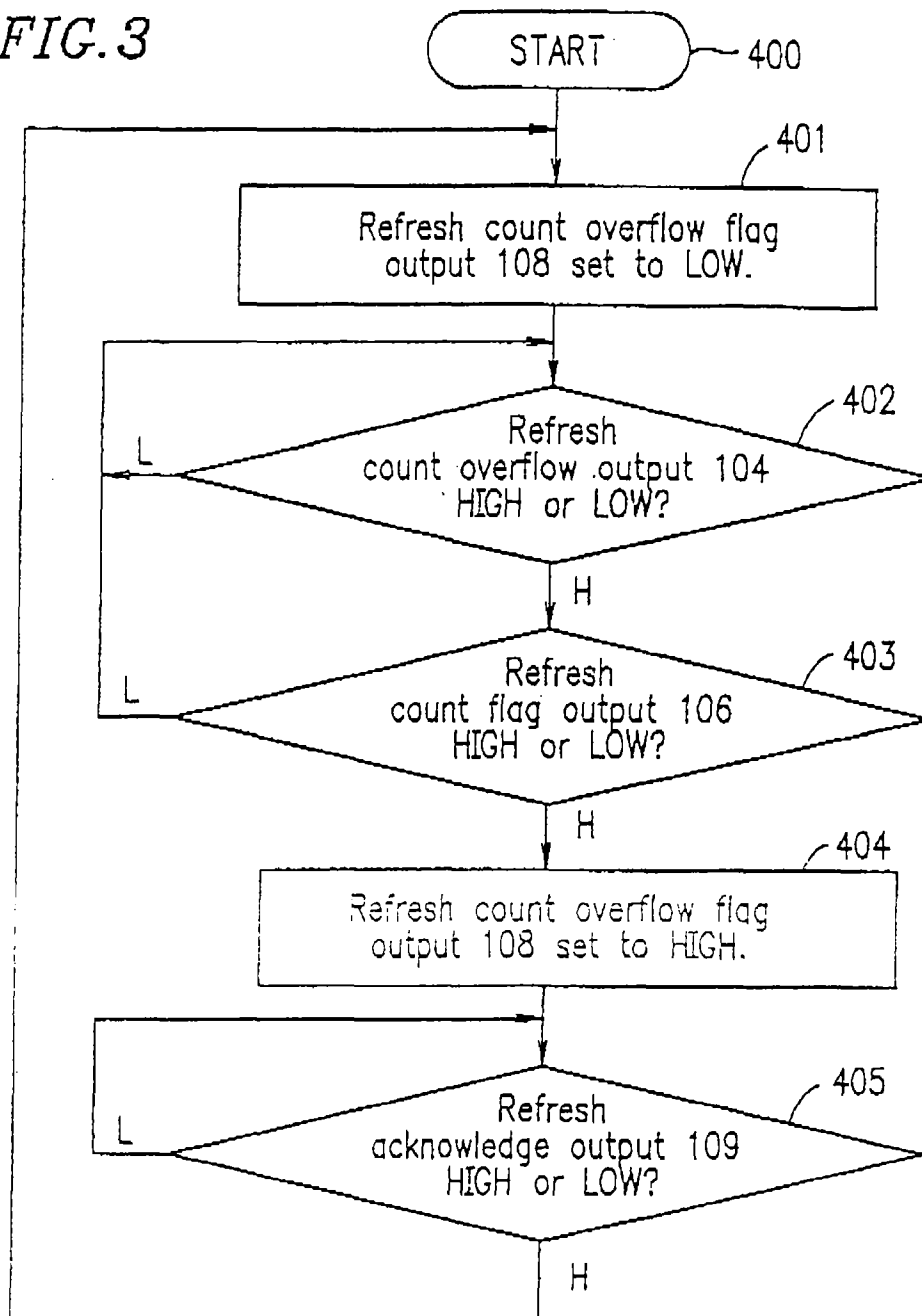 FIG.3
START
400
401
Refresh count overflow flag
output 108 set to LOW.
402
Refresh
count overflow output 104
HIGH or LOW?
L
H
403
Refresh
count flag output 106
HIGH or LOW?
L
H
404
Refresh count overflow flag
output 108 set to HIGH.
405
Refresh
acknowledge output 109
HIGH or LOW?
L
H